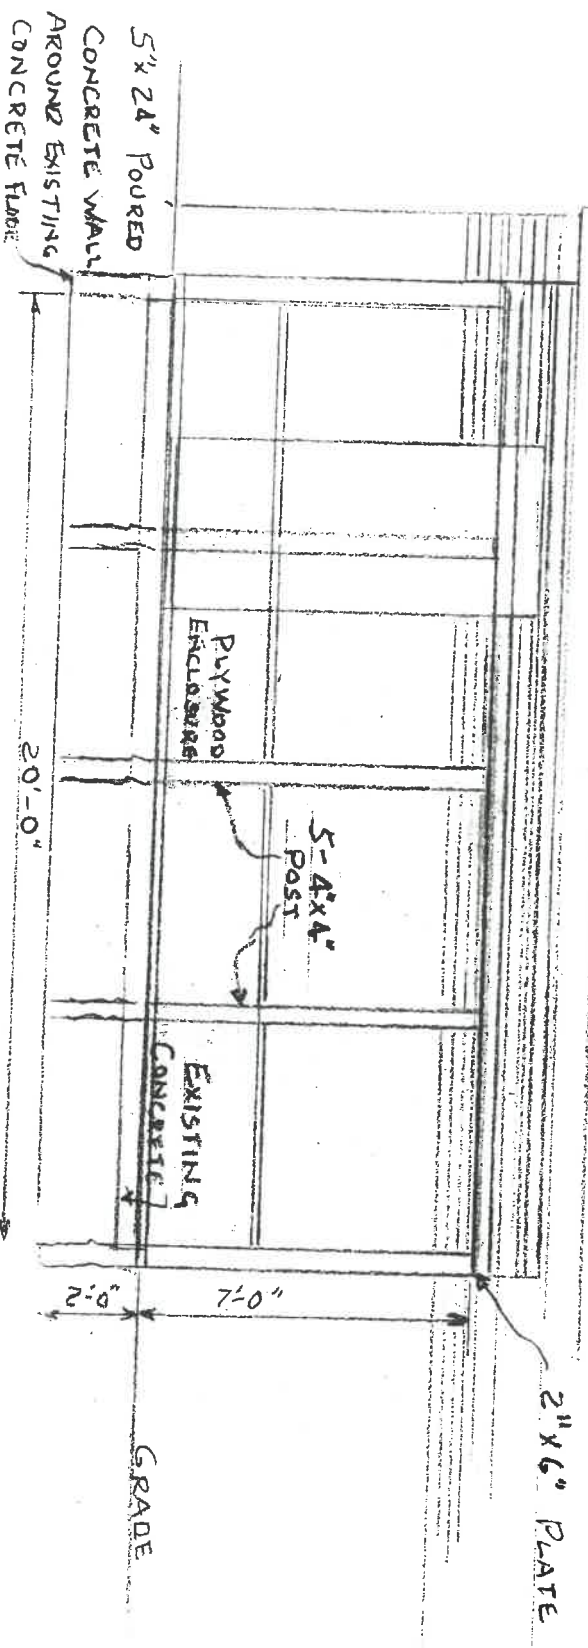 2"x6" PLATE
5-4"x4"
POST
PLYWOOD
ENCLOSURE
EXISTING
CONCRETE
7'-0"
2'-0"
GRADE
20'-0"
5"x 24" POURED
CONCRETE WALL
AROUND EXISTING
CONCRETE FLOOR